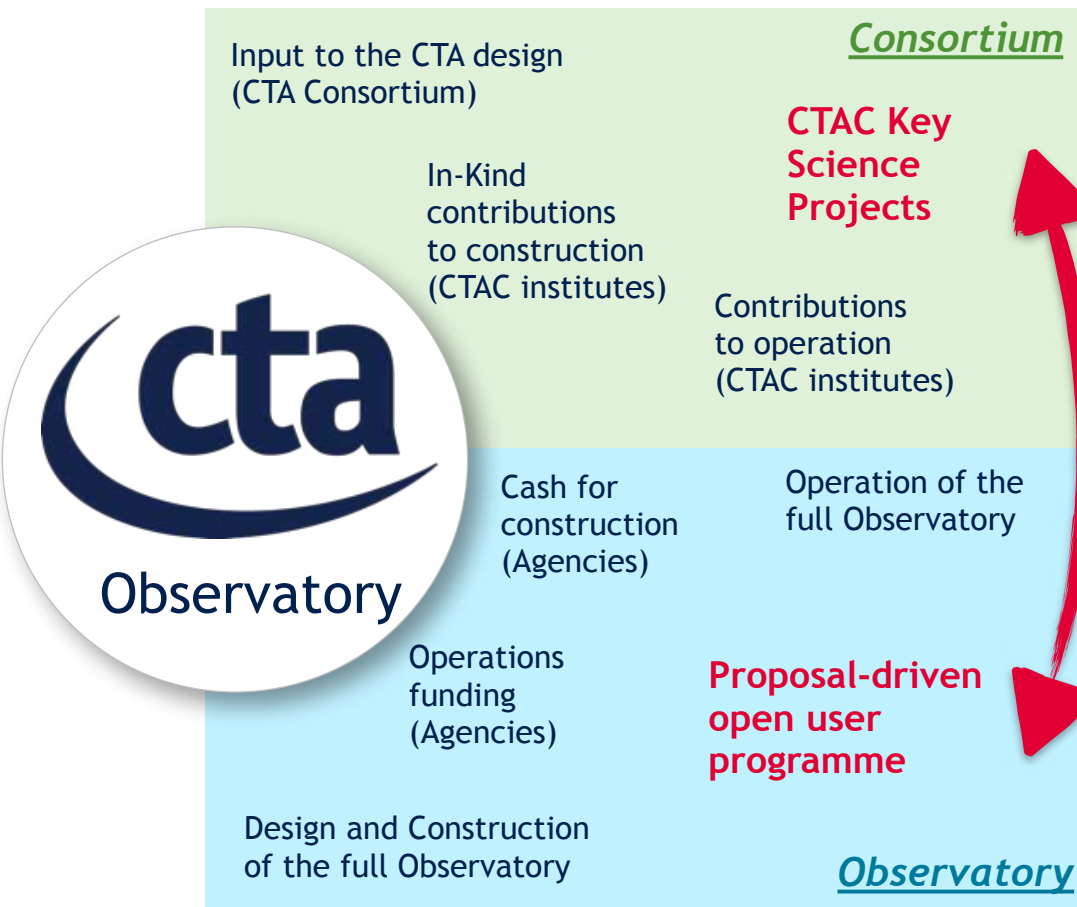 Consortium
Input to the CTA design
(CTA Consortium)
CTAC Key
Science
Projects
In-Kind
contributions
to construction
(CTAC institutes)
Contributions
to operation
(CTAC institutes)
cta
Observatory
Cash for
construction
(Agencies)
Operation of the
full Observatory
Operations
funding
(Agencies)
Proposal-driven
open user
programme
Design and Construction
of the full Observatory
Observatory